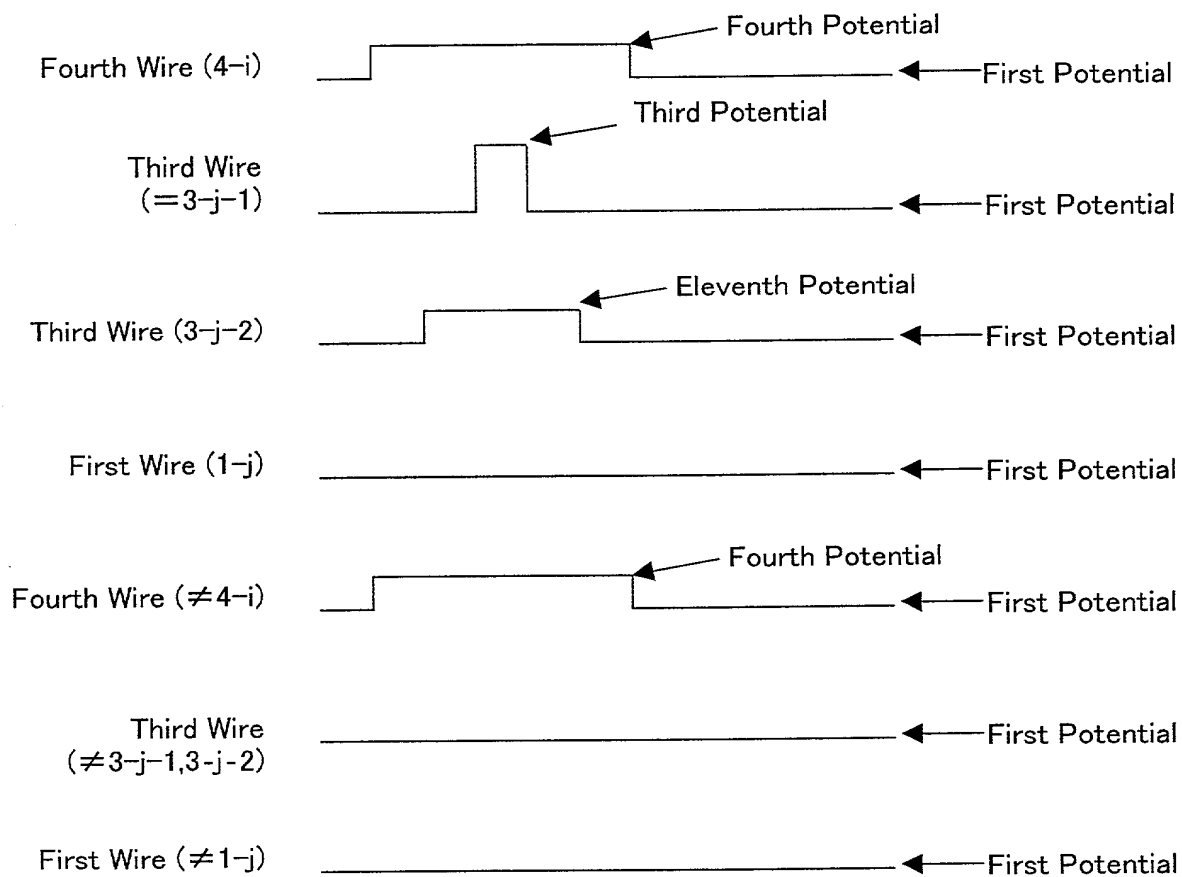 Fourth Potential
Fourth Wire (4-i)
First Potential
Third Potential
Third Wire
(=3-j-1)
First Potential
Eleventh Potential
Third Wire (3-j-2)
First Potential
First Wire (1-j)
First Potential
Fourth Potential
Fourth Wire (≠4-i)
First Potential
Third Wire
(≠3-j-1,3-j-2)
First Potential
First Wire (≠1-j)
First Potential